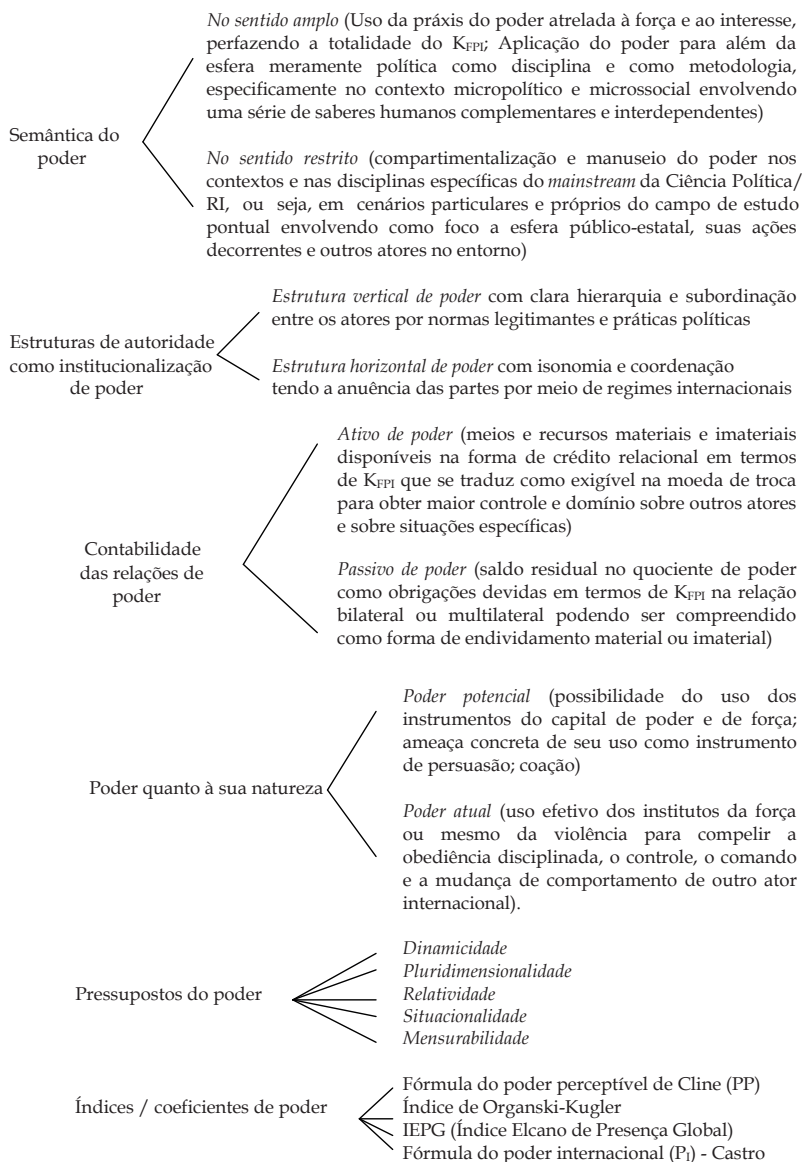 No sentido amplo (Uso da práxis do poder atrelada à força e ao interesse,
perfazendo a totalidade do KFPI; Aplicação do poder para além da
esfera meramente política como disciplina e como metodologia,
especificamente no contexto micropolítico e microssocial envolvendo
uma série de saberes humanos complementares e interdependentes)
Semântica do
poder
No sentido restrito (compartimentalização e manuseio do poder nos
contextos e nas disciplinas específicas do mainstream da Ciência Política/
RI, ou seja, em cenários particulares e próprios do campo de estudo
pontual envolvendo como foco a esfera público-estatal, suas ações
decorrentes e outros atores no entorno)
Estrutura vertical de poder com clara hierarquia e subordinação
entre os atores por normas legitimantes e práticas políticas
Estruturas de autoridade
como institucionalização
de poder
Estrutura horizontal de poder com isonomia e coordenação
tendo a anuência das partes por meio de regimes internacionais
Ativo de poder (meios e recursos materiais e imateriais
disponíveis na forma de crédito relacional em termos
de KFPI que se traduz como exigível na moeda de troca
para obter maior controle e domínio sobre outros atores
e sobre situações específicas)
Contabilidade
das relações de
poder
Passivo de poder (saldo residual no quociente de poder
como obrigações devidas em termos de KFPI na relação
bilateral ou multilateral podendo ser compreendido
como forma de endividamento material ou imaterial)
Poder potencial (possibilidade do uso dos
instrumentos do capital de poder e de força;
ameaça concreta de seu uso como instrumento
de persuasão; coação)
Poder quanto à sua natureza
Poder atual (uso efetivo dos institutos da força
ou mesmo da violência para compelir a
obediência disciplinada, o controle, o comando
e a mudança de comportamento de outro ator
internacional).
Pressupostos do poder
Dinamicidade
Pluridimensionalidade
Relatividade
Situacionalidade
Mensurabilidade
Índices / coeficientes de poder
Fórmula do poder perceptível de Cline (PP)
Índice de Organski-Kugler
IEPG (Índice Elcano de Presença Global)
Fórmula do poder internacional (PI) - Castro